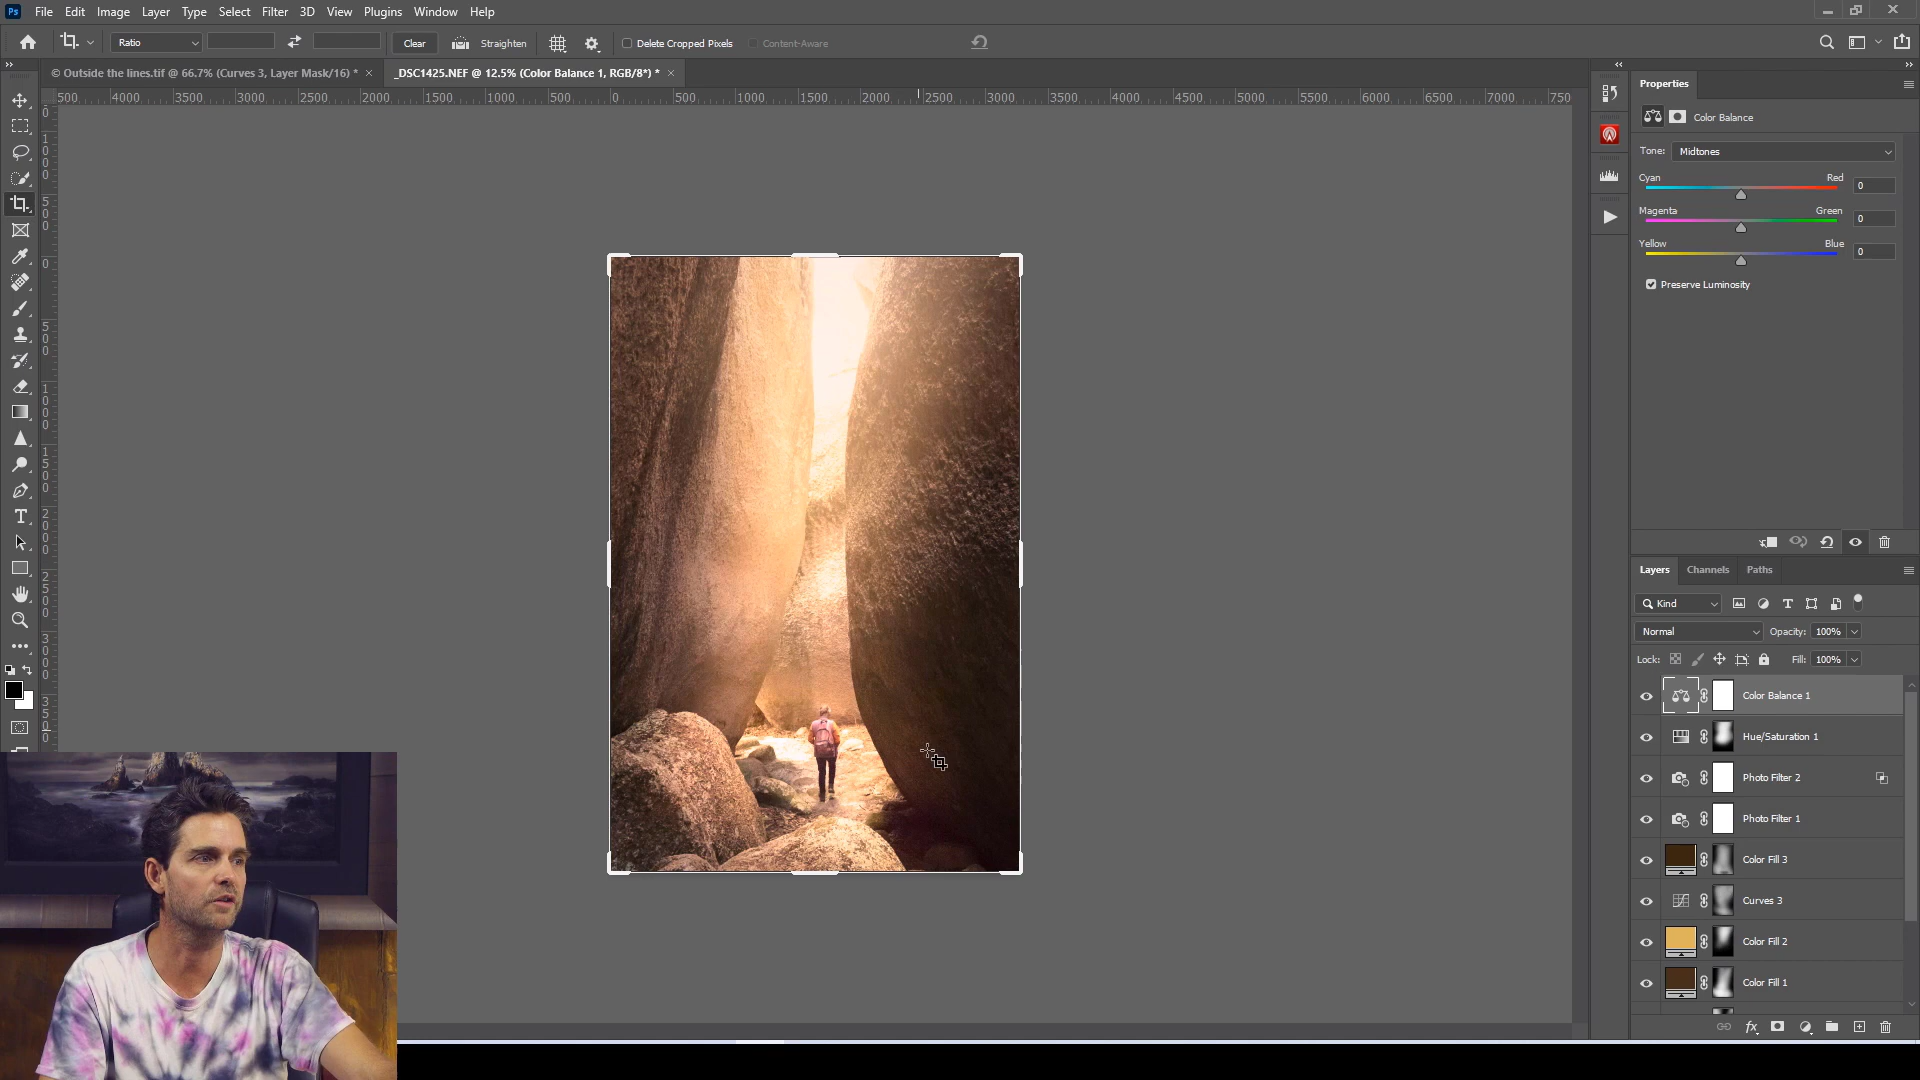 Ps File Edit Image Layer Type Select Filter 3D View Plugins Window Help
Ratio Clear Straighten Delete Cropped Pixels Content-Aware
© Outside the lines.tif @ 66.7% (Curves 3, Layer Mask/16) * × _DSC1425.NEF @ 12.5% (Color Balance 1, RGB/8*) * ×
500 4000 3500 3000 2500 2000 1500 1000 500 0 500 1000 1500 2000 2500 3000 3500 4000 4500 5000 5500 6000 6500 7000 750
Properties
Color Balance
Tone: Midtones
Cyan Red 0
Magenta Green 0
Yellow Blue 0
Preserve Luminosity
Layers Channels Paths
Kind
Normal Opacity: 100%
Lock: Fill: 100%
Color Balance 1
Hue/Saturation 1
Photo Filter 2
Photo Filter 1
Color Fill 3
Curves 3
Color Fill 2
Color Fill 1
fx